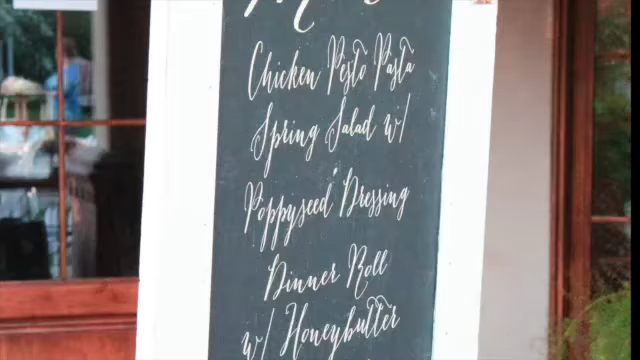 Chicken Pesto Pasta
Spring Salad w/
Poppyseed Dressing
Dinner Roll
w/ Honeybutter